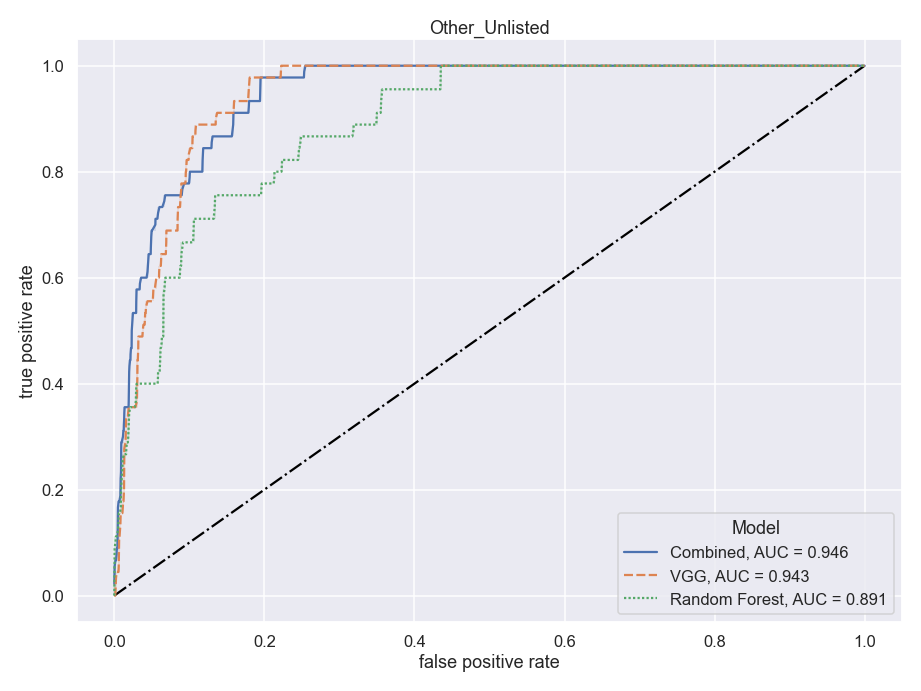 Other_Unlisted
true positive rate
1.0
0.8
0.6
0.4
0.2
0.0
Model
Combined, AUC = 0.946
VGG, AUC = 0.943
Random Forest, AUC = 0.891
0.0 0.2 0.4 0.6 0.8 1.0
false positive rate